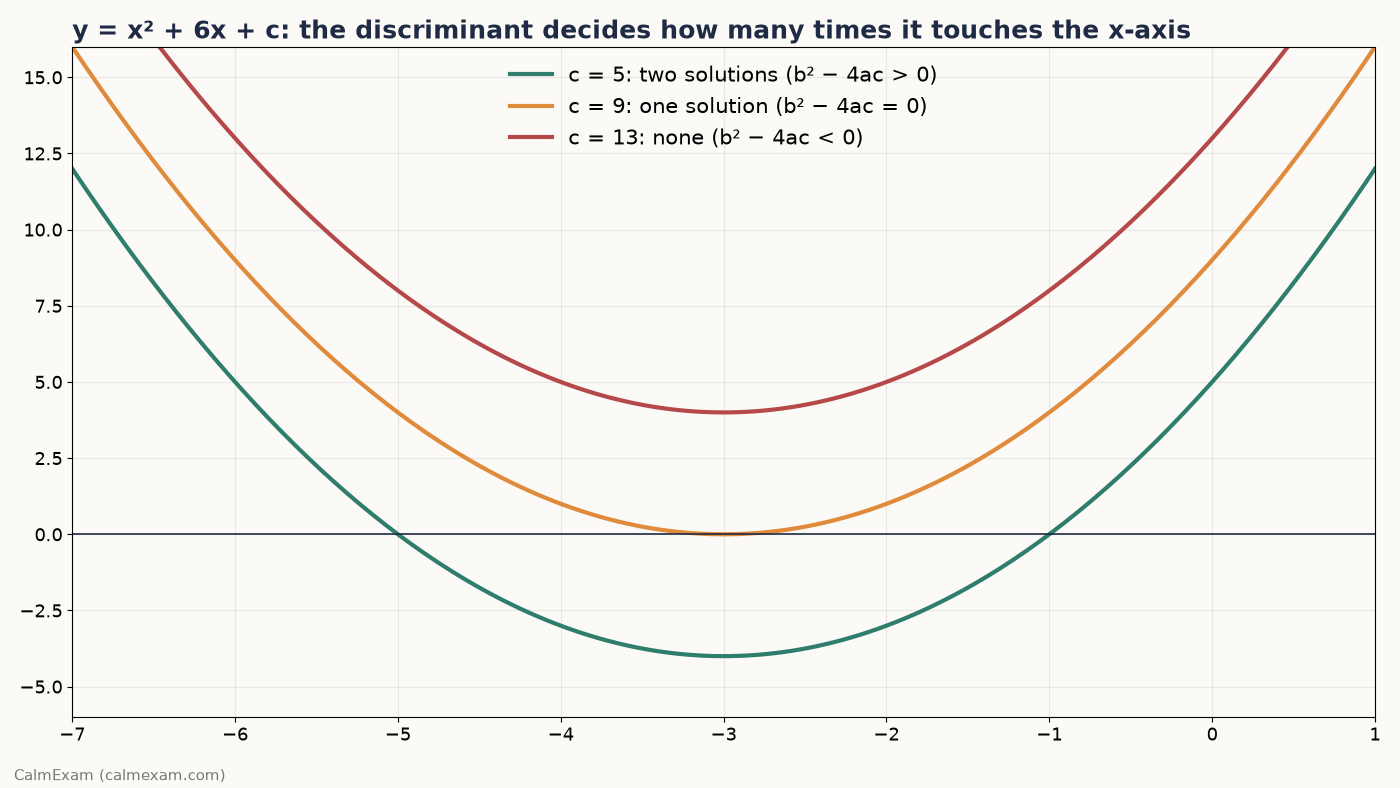 y = x² + 6x + c: the discriminant decides how many times it touches the x-axis
c = 5: two solutions (b² − 4ac > 0)
c = 9: one solution (b² − 4ac = 0)
c = 13: none (b² − 4ac < 0)
15.0
12.5
10.0
7.5
5.0
2.5
0.0
−2.5
−5.0
−7 −6 −5 −4 −3 −2 −1 0 1
CalmExam (calmexam.com)